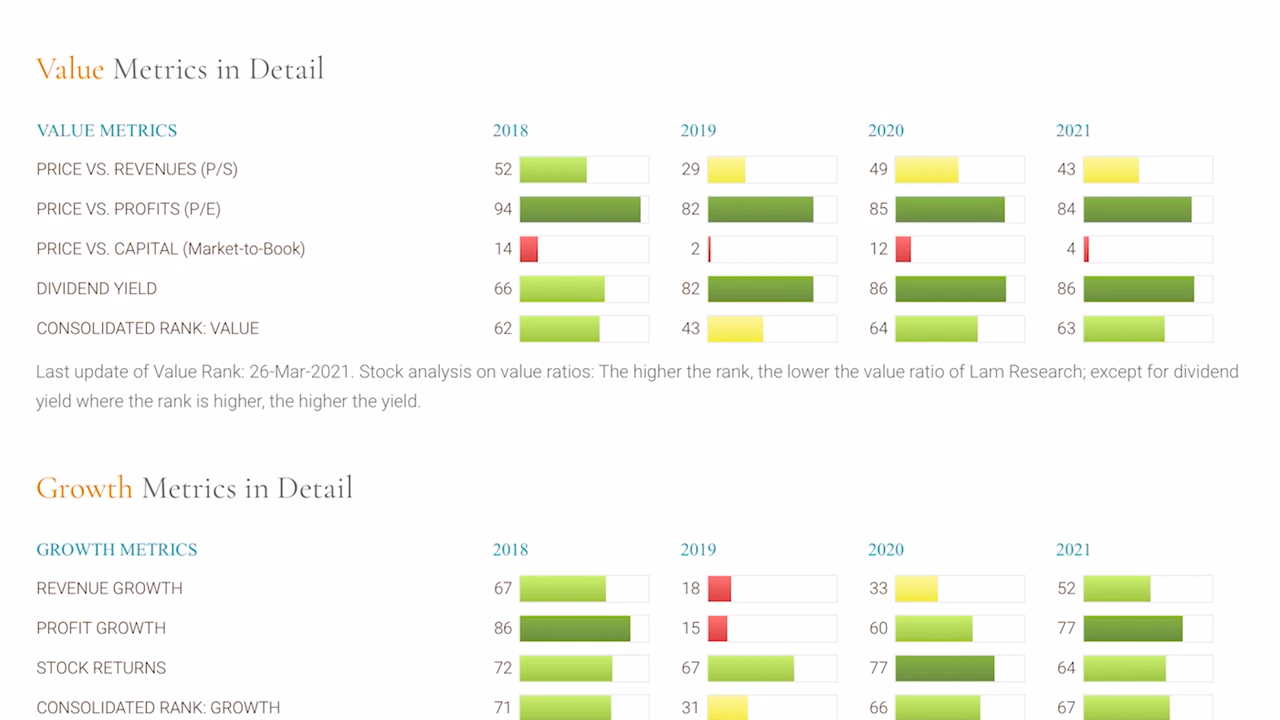 Value Metrics in Detail
VALUE METRICS 2018 2019 2020 2021
PRICE VS. REVENUES (P/S) 52 29 49 43
PRICE VS. PROFITS (P/E) 94 82 85 84
PRICE VS. CAPITAL (Market-to-Book) 14 2 12 4
DIVIDEND YIELD 66 82 86 86
CONSOLIDATED RANK: VALUE 62 43 64 63
Last update of Value Rank: 26-Mar-2021. Stock analysis on value ratios: The higher the rank, the lower the value ratio of Lam Research; except for dividend
yield where the rank is higher, the higher the yield.
Growth Metrics in Detail
GROWTH METRICS 2018 2019 2020 2021
REVENUE GROWTH 67 18 33 52
PROFIT GROWTH 86 15 60 77
STOCK RETURNS 72 67 77 64
CONSOLIDATED RANK: GROWTH 71 31 66 67